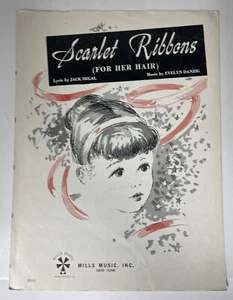 Scarlet Ribbons
(FOR HER HAIR)
Lyric by JACK SEGAL Music by EVELYN DANZIG
MILLS MUSIC, INC.
NEW YORK